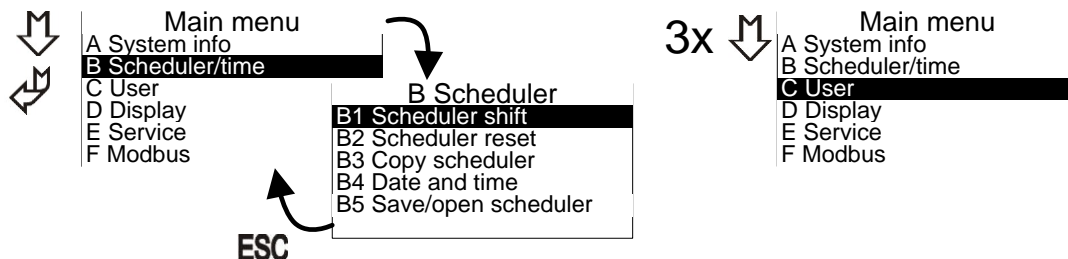 Main menu
A System info
B Scheduler/time
C User
D Display
E Service
F Modbus
B Scheduler
B1 Scheduler shift
B2 Scheduler reset
B3 Copy scheduler
B4 Date and time
B5 Save/open scheduler
ESC
3x
Main menu
A System info
B Scheduler/time
C User
D Display
E Service
F Modbus